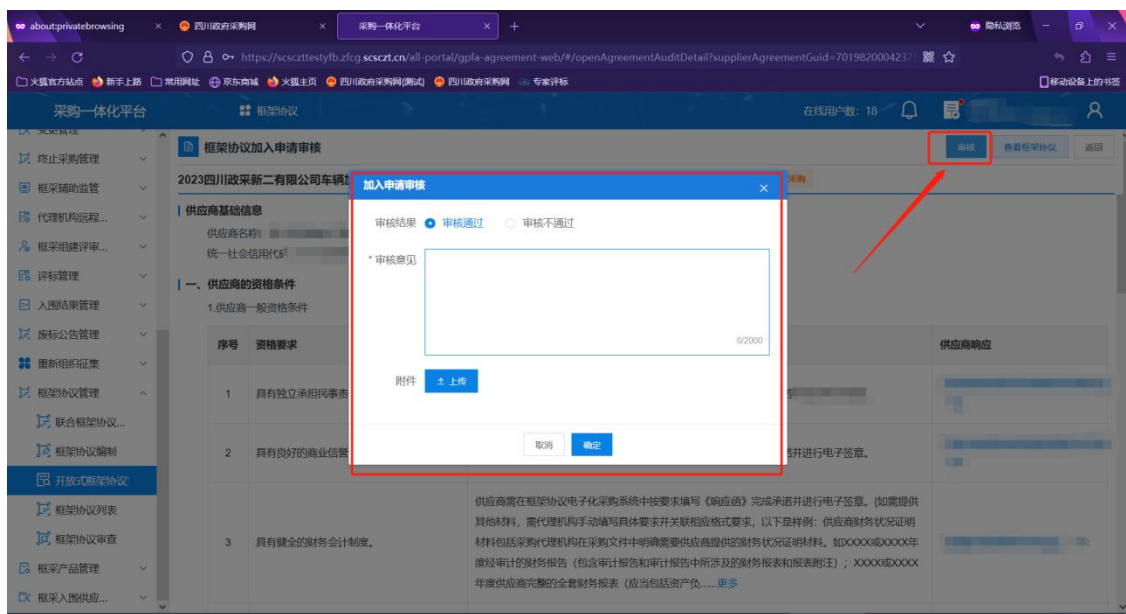 about:privatebrowsing
四川政府采购网
采购一体化平台
隐私浏览
https://scsczttestyfb.zfcg.scsczt.cn/all-portal/gpfa-agreement-web/#/openAgreementAuditDetail?supplierAgreementGuid=70198200004237
火狐官方站点 新手上路 常用网址 京东商城 火狐主页 四川政府采购网(测试) 四川政府采购网 专家评标
移动设备上的书签
采购一体化平台
框架协议
在线用户数: 18
变更管理
终止采购管理
框采辅助监管
代理机构远程...
框采组建评审...
评标管理
入围结果管理
废标公告管理
重新组织征集
框架协议管理
联合框架协议...
框架协议编制
开放式框架协议
框架协议列表
框架协议审查
框采产品管理
框采入围供应...
框架协议加入申请审核
审核 查看框架协议 返回
2023四川政采新二有限公司车辆加
采购
供应商基础信息
供应商名称
统一社会信用代码
一、供应商的资格条件
1.供应商一般资格条件
序号 资格要求 供应商响应
1 具有独立承担民事责
2 具有良好的商业信誉
诺并进行电子签章。
3 具有健全的财务会计制度。
供应商需在框架协议电子化采购系统中按要求填写《响应函》完成承诺并进行电子签章。(如需提供
其他材料，需代理机构手动填写具体要求并关联相应格式要求，以下是样例：供应商财务状况证明
材料包括采购代理机构在采购文件中明确需要供应商提供的财务状况证明材料。如XXXX或XXXX年
度经审计的财务报告（包含审计报告和审计报告中所涉及的财务报表和报表附注）；XXXX或XXXX
年度供应商完整的全套财务报表（应当包括资产负......更多
加入申请审核
审核结果 审核通过 审核不通过
* 审核意见
0/2000
附件 上传
取消 确定